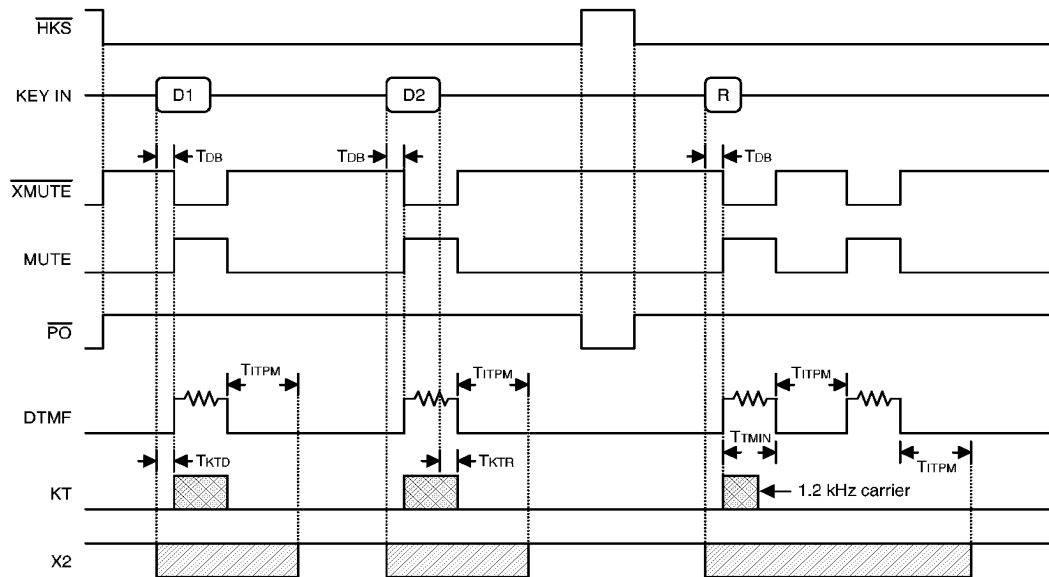 HKS
KEY IN
D1
D2
R
TDB
TDB
TDB
XMUTE
MUTE
PO
TITPM
TITPM
TITPM
DTMF
TTMIN
TITPM
TKTD
TKTR
KT
1.2 kHz carrier
X2